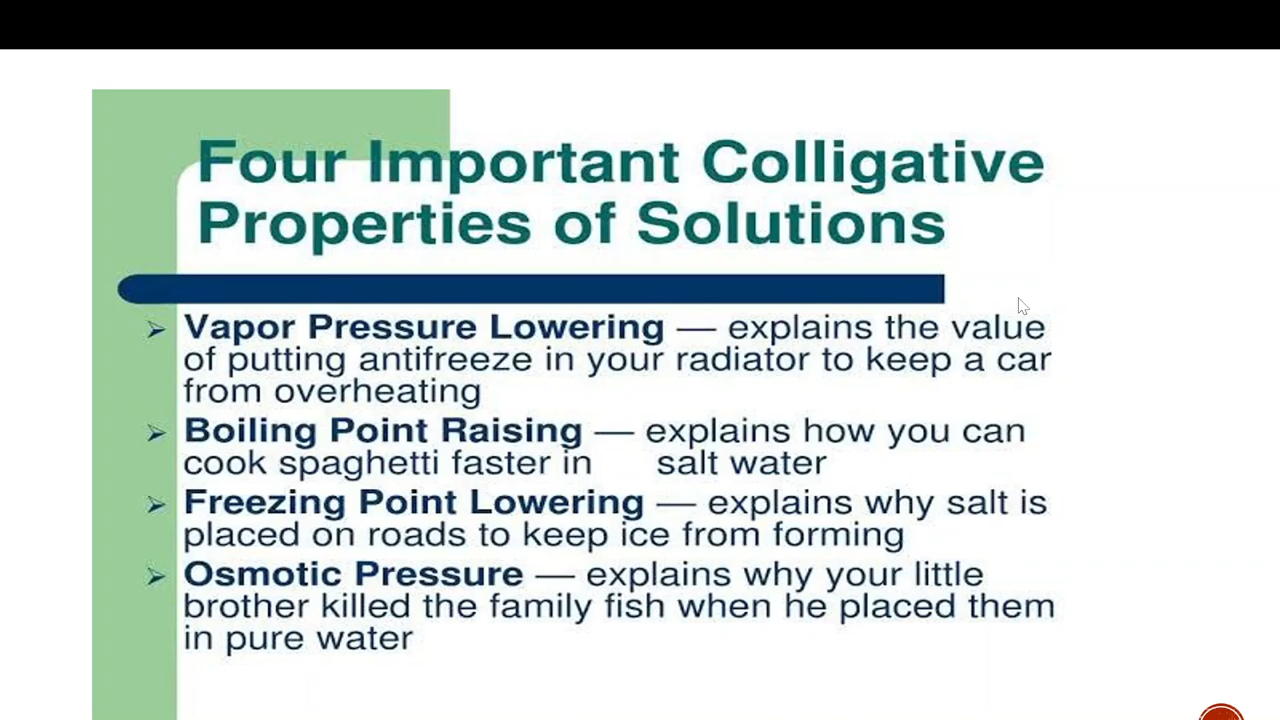 Four Important Colligative
Properties of Solutions
➢ Vapor Pressure Lowering — explains the value
of putting antifreeze in your radiator to keep a car
from overheating
➢ Boiling Point Raising — explains how you can
cook spaghetti faster in salt water
➢ Freezing Point Lowering — explains why salt is
placed on roads to keep ice from forming
➢ Osmotic Pressure — explains why your little
brother killed the family fish when he placed them
in pure water